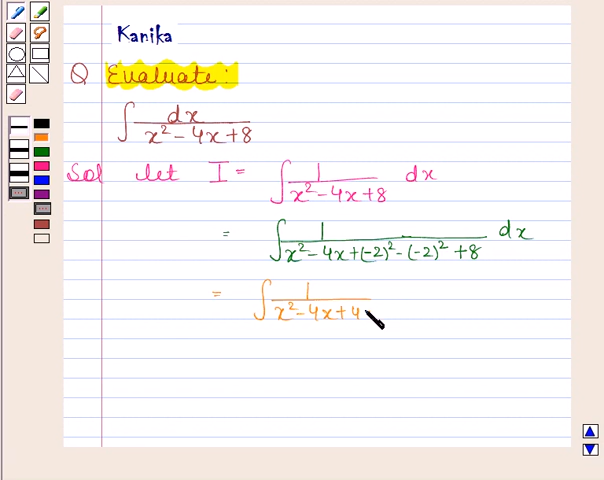 Kanika
Q Evaluate:
∫ dx / x² − 4x + 8
Sol let I = ∫ 1 / x² − 4x + 8 dx
= ∫ 1 / x² − 4x + (−2)² − (−2)² + 8 dx
= ∫ 1 / x² − 4x + 4